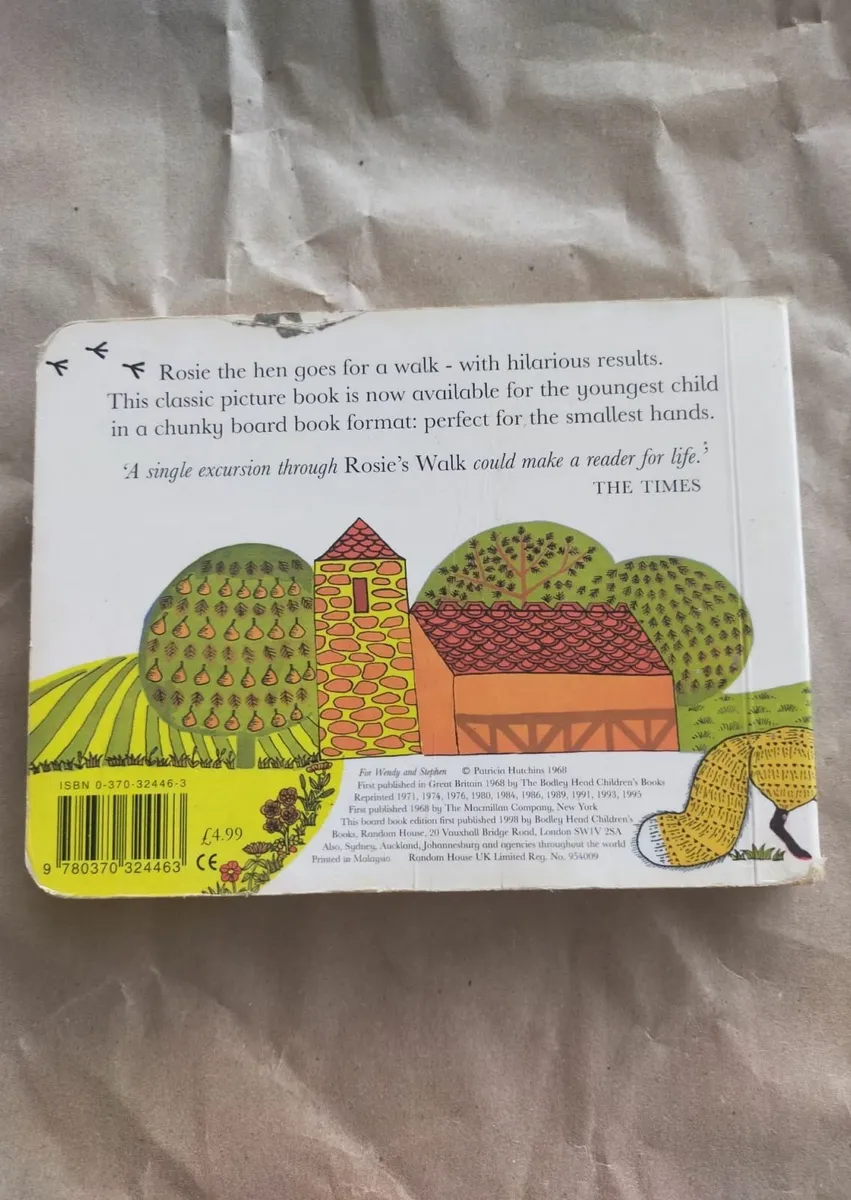 Rosie the hen goes for a walk - with hilarious results.
This classic picture book is now available for the youngest child
in a chunky board book format: perfect for the smallest hands.
‘A single excursion through Rosie's Walk could make a reader for life.’
THE TIMES
For Wendy and Stephen © Patricia Hutchins 1968
First published in Great Britain 1968 by The Bodley Head Children's Books
Reprinted 1971, 1974, 1976, 1980, 1984, 1986, 1989, 1991, 1993, 1995
First published 1968 by The Macmillan Company, New York
This board book edition first published 1998 by Bodley Head Children's
Books, Random House, 20 Vauxhall Bridge Road, London SW1V 2SA
Also, Sydney, Auckland, Johannesburg and agencies throughout the world
Printed in Malaysia Random House UK Limited Reg. No. 954009
ISBN 0-370-32446-3
£4.99
CE
9 780370 324463